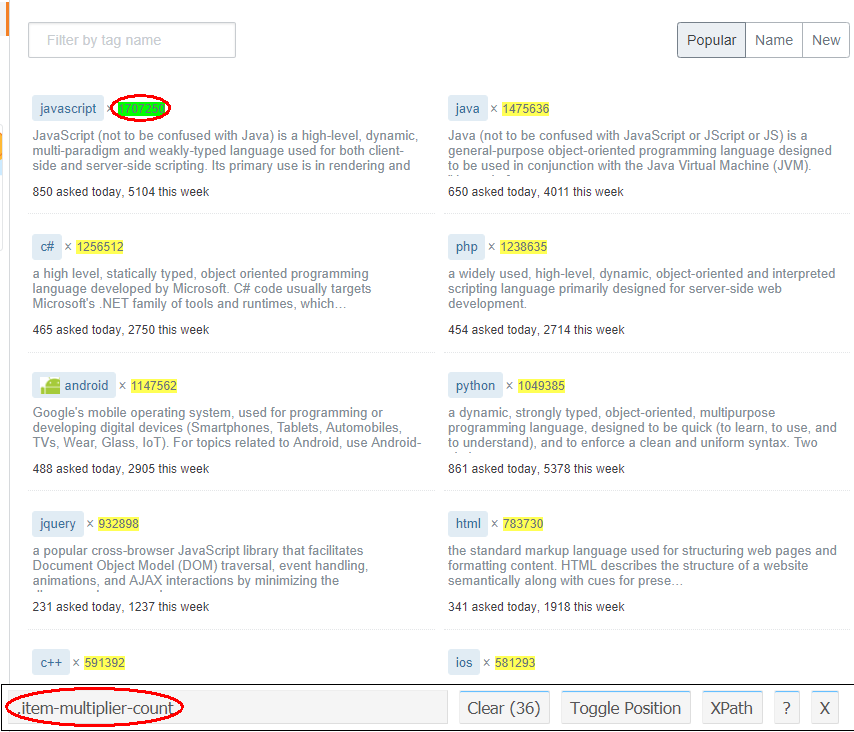 Filter by tag name
Popular Name New
javascript × 1707250
JavaScript (not to be confused with Java) is a high-level, dynamic,
multi-paradigm and weakly-typed language used for both client-
side and server-side scripting. Its primary use is in rendering and
850 asked today, 5104 this week
java × 1475636
Java (not to be confused with JavaScript or JScript or JS) is a
general-purpose object-oriented programming language designed
to be used in conjunction with the Java Virtual Machine (JVM).
650 asked today, 4011 this week
c# × 1256512
a high level, statically typed, object oriented programming
language developed by Microsoft. C# code usually targets
Microsoft's .NET family of tools and runtimes, which…
465 asked today, 2750 this week
php × 1238635
a widely used, high-level, dynamic, object-oriented and interpreted
scripting language primarily designed for server-side web
development.
454 asked today, 2714 this week
android × 1147562
Google's mobile operating system, used for programming or
developing digital devices (Smartphones, Tablets, Automobiles,
TVs, Wear, Glass, IoT). For topics related to Android, use Android-
488 asked today, 2905 this week
python × 1049385
a dynamic, strongly typed, object-oriented, multipurpose
programming language, designed to be quick (to learn, to use, and
to understand), and to enforce a clean and uniform syntax. Two
861 asked today, 5378 this week
jquery × 932898
a popular cross-browser JavaScript library that facilitates
Document Object Model (DOM) traversal, event handling,
animations, and AJAX interactions by minimizing the
231 asked today, 1237 this week
html × 783730
the standard markup language used for structuring web pages and
formatting content. HTML describes the structure of a website
semantically along with cues for prese…
341 asked today, 1918 this week
c++ × 591392
ios × 581293
.item-multiplier-count Clear (36) Toggle Position XPath ? X